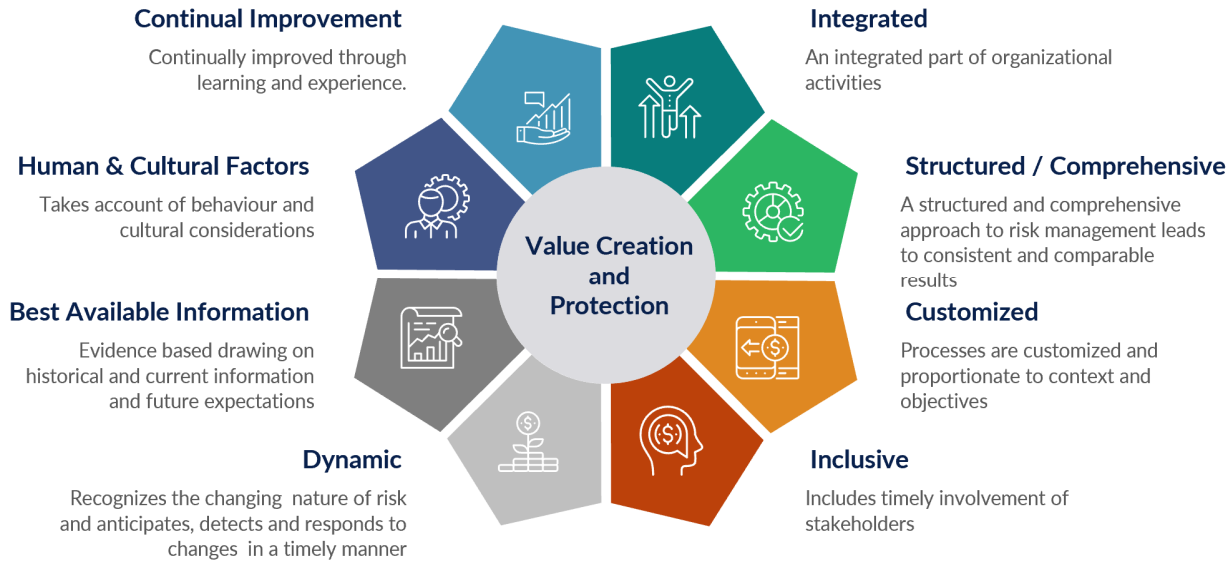 Continual Improvement
Continually improved through
learning and experience.
Integrated
An integrated part of organizational
activities
Human & Cultural Factors
Takes account of behaviour and
cultural considerations
Structured / Comprehensive
A structured and comprehensive
approach to risk management leads
to consistent and comparable
results
Value Creation
and
Protection
Best Available Information
Evidence based drawing on
historical and current information
and future expectations
Customized
Processes are customized and
proportionate to context and
objectives
Dynamic
Recognizes the changing nature of risk
and anticipates, detects and responds to
changes in a timely manner
Inclusive
Includes timely involvement of
stakeholders
$
$
$